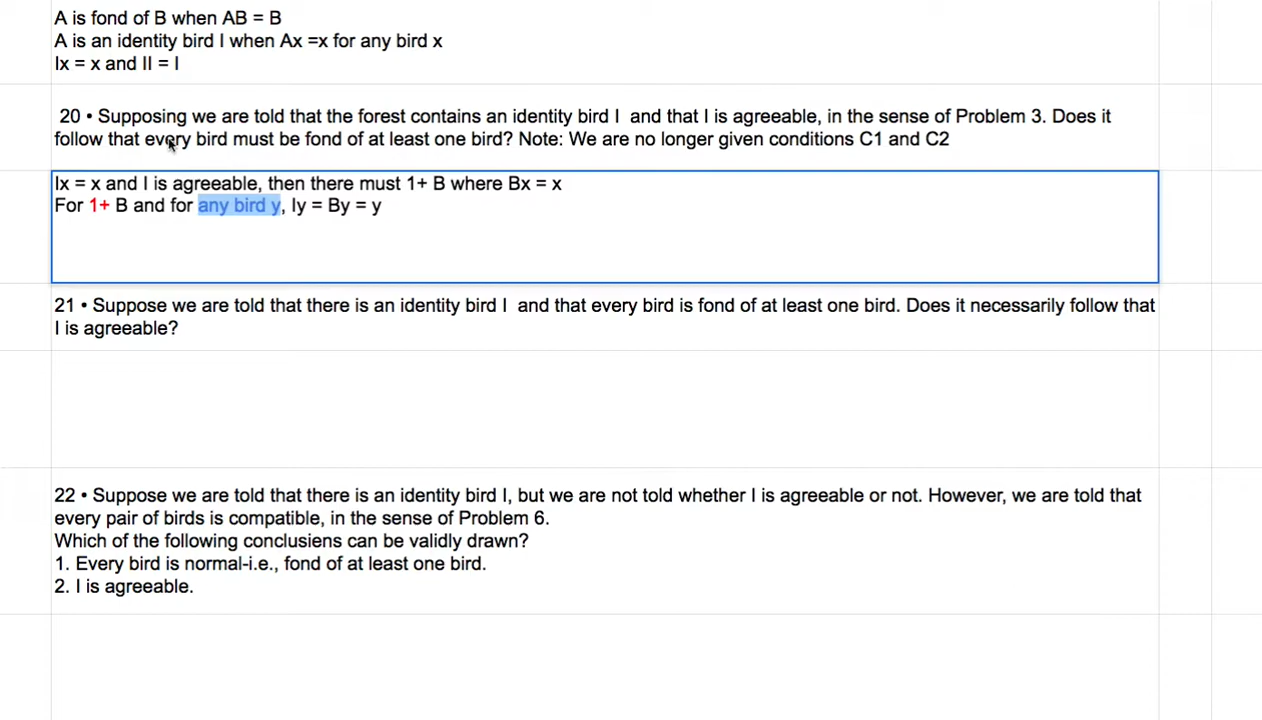 A is fond of B when AB = B
A is an identity bird I when Ax =x for any bird x
Ix = x and II = I
20 • Supposing we are told that the forest contains an identity bird I  and that I is agreeable, in the sense of Problem 3. Does it
follow that every bird must be fond of at least one bird? Note: We are no longer given conditions C1 and C2
Ix = x and I is agreeable, then there must 1+ B where Bx = x
For 1+ B and for any bird y, Iy = By = y
21 • Suppose we are told that there is an identity bird I  and that every bird is fond of at least one bird. Does it necessarily follow that
I is agreeable?
22 • Suppose we are told that there is an identity bird I, but we are not told whether I is agreeable or not. However, we are told that
every pair of birds is compatible, in the sense of Problem 6.
Which of the following conclusiens can be validly drawn?
1. Every bird is normal-i.e., fond of at least one bird.
2. I is agreeable.